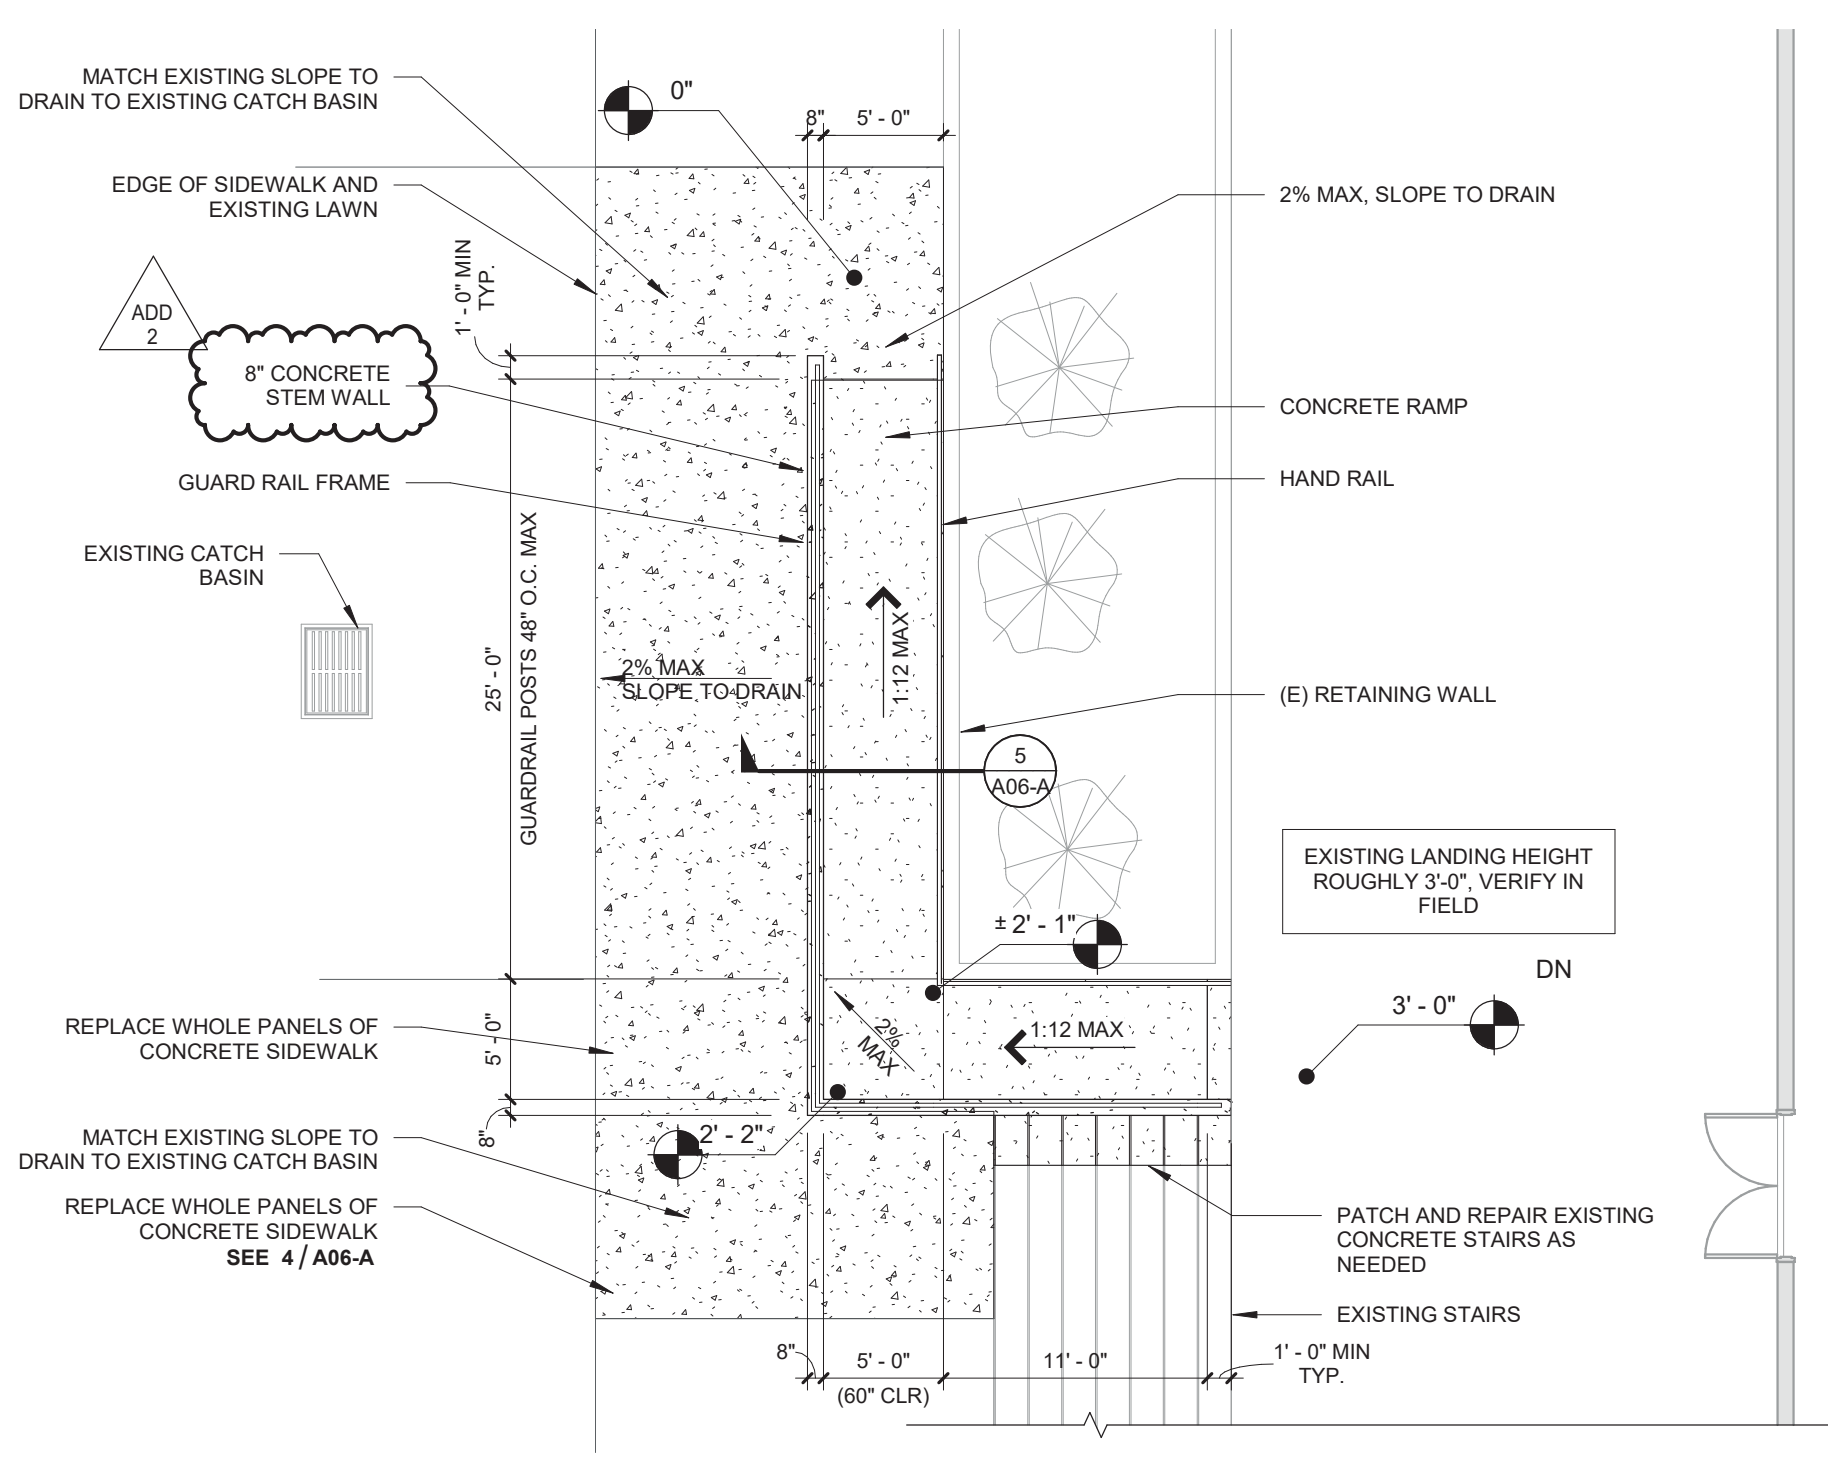 MATCH EXISTING SLOPE TO
DRAIN TO EXISTING CATCH BASIN
0"
8"
5' - 0"
EDGE OF SIDEWALK AND
EXISTING LAWN
2% MAX, SLOPE TO DRAIN
1' - 0" MIN
TYP.
ADD
2
8" CONCRETE
STEM WALL
CONCRETE RAMP
GUARD RAIL FRAME
HAND RAIL
EXISTING CATCH
BASIN
25' - 0"
GUARDRAIL POSTS 48" O.C. MAX
2% MAX
SLOPE TO DRAIN
1:12 MAX
(E) RETAINING WALL
5
A06-A
EXISTING LANDING HEIGHT
ROUGHLY 3'-0", VERIFY IN
FIELD
± 2' - 1"
DN
3' - 0"
REPLACE WHOLE PANELS OF
CONCRETE SIDEWALK
5' - 0"
2%
MAX
1:12 MAX
8"
2' - 2"
MATCH EXISTING SLOPE TO
DRAIN TO EXISTING CATCH BASIN
REPLACE WHOLE PANELS OF
CONCRETE SIDEWALK
SEE 4 / A06-A
PATCH AND REPAIR EXISTING
CONCRETE STAIRS AS
NEEDED
EXISTING STAIRS
8"
5' - 0"
(60" CLR)
11' - 0"
1' - 0" MIN
TYP.